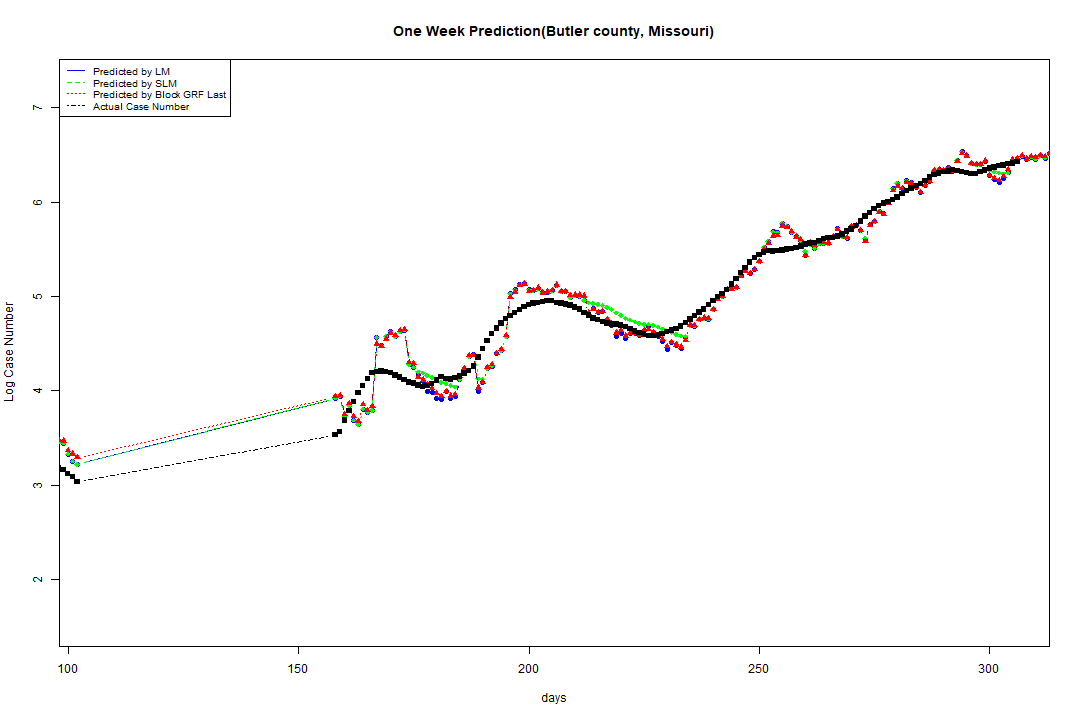 One Week Prediction(Butler county, Missouri)
Predicted by LM
Predicted by SLM
Predicted by Block GRF Last
Actual Case Number
7
6
5
4
3
2
Log Case Number
100 150 200 250 300
days